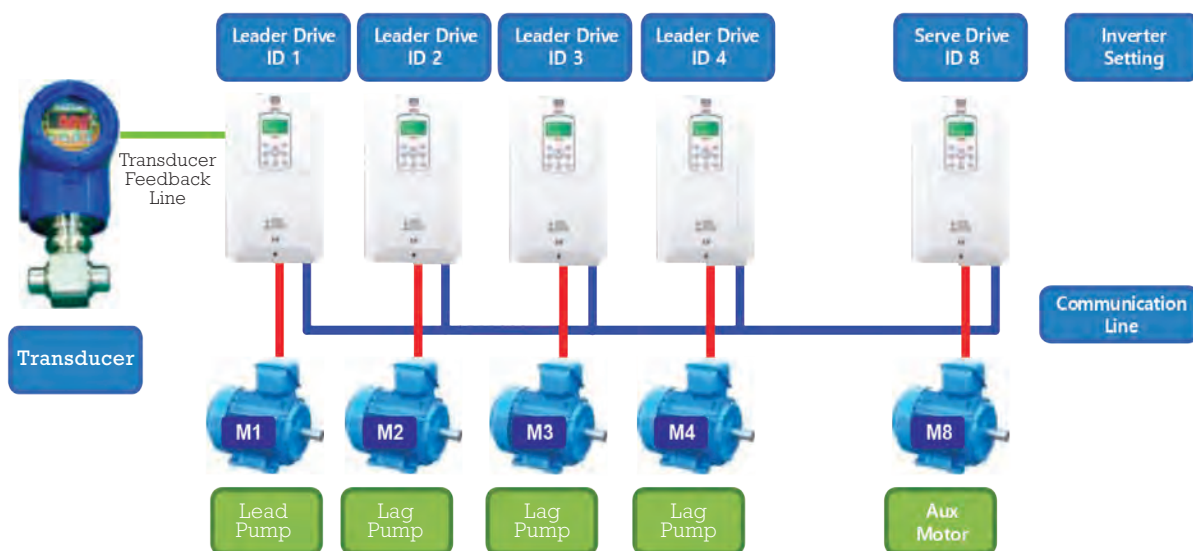 Leader Drive
ID 1
Leader Drive
ID 2
Leader Drive
ID 3
Leader Drive
ID 4
Serve Drive
ID 8
Inverter
Setting
Transducer
Feedback
Line
Communication
Line
Transducer
M1
M2
M3
M4
M8
Lead
Pump
Lag
Pump
Lag
Pump
Lag
Pump
Aux
Motor